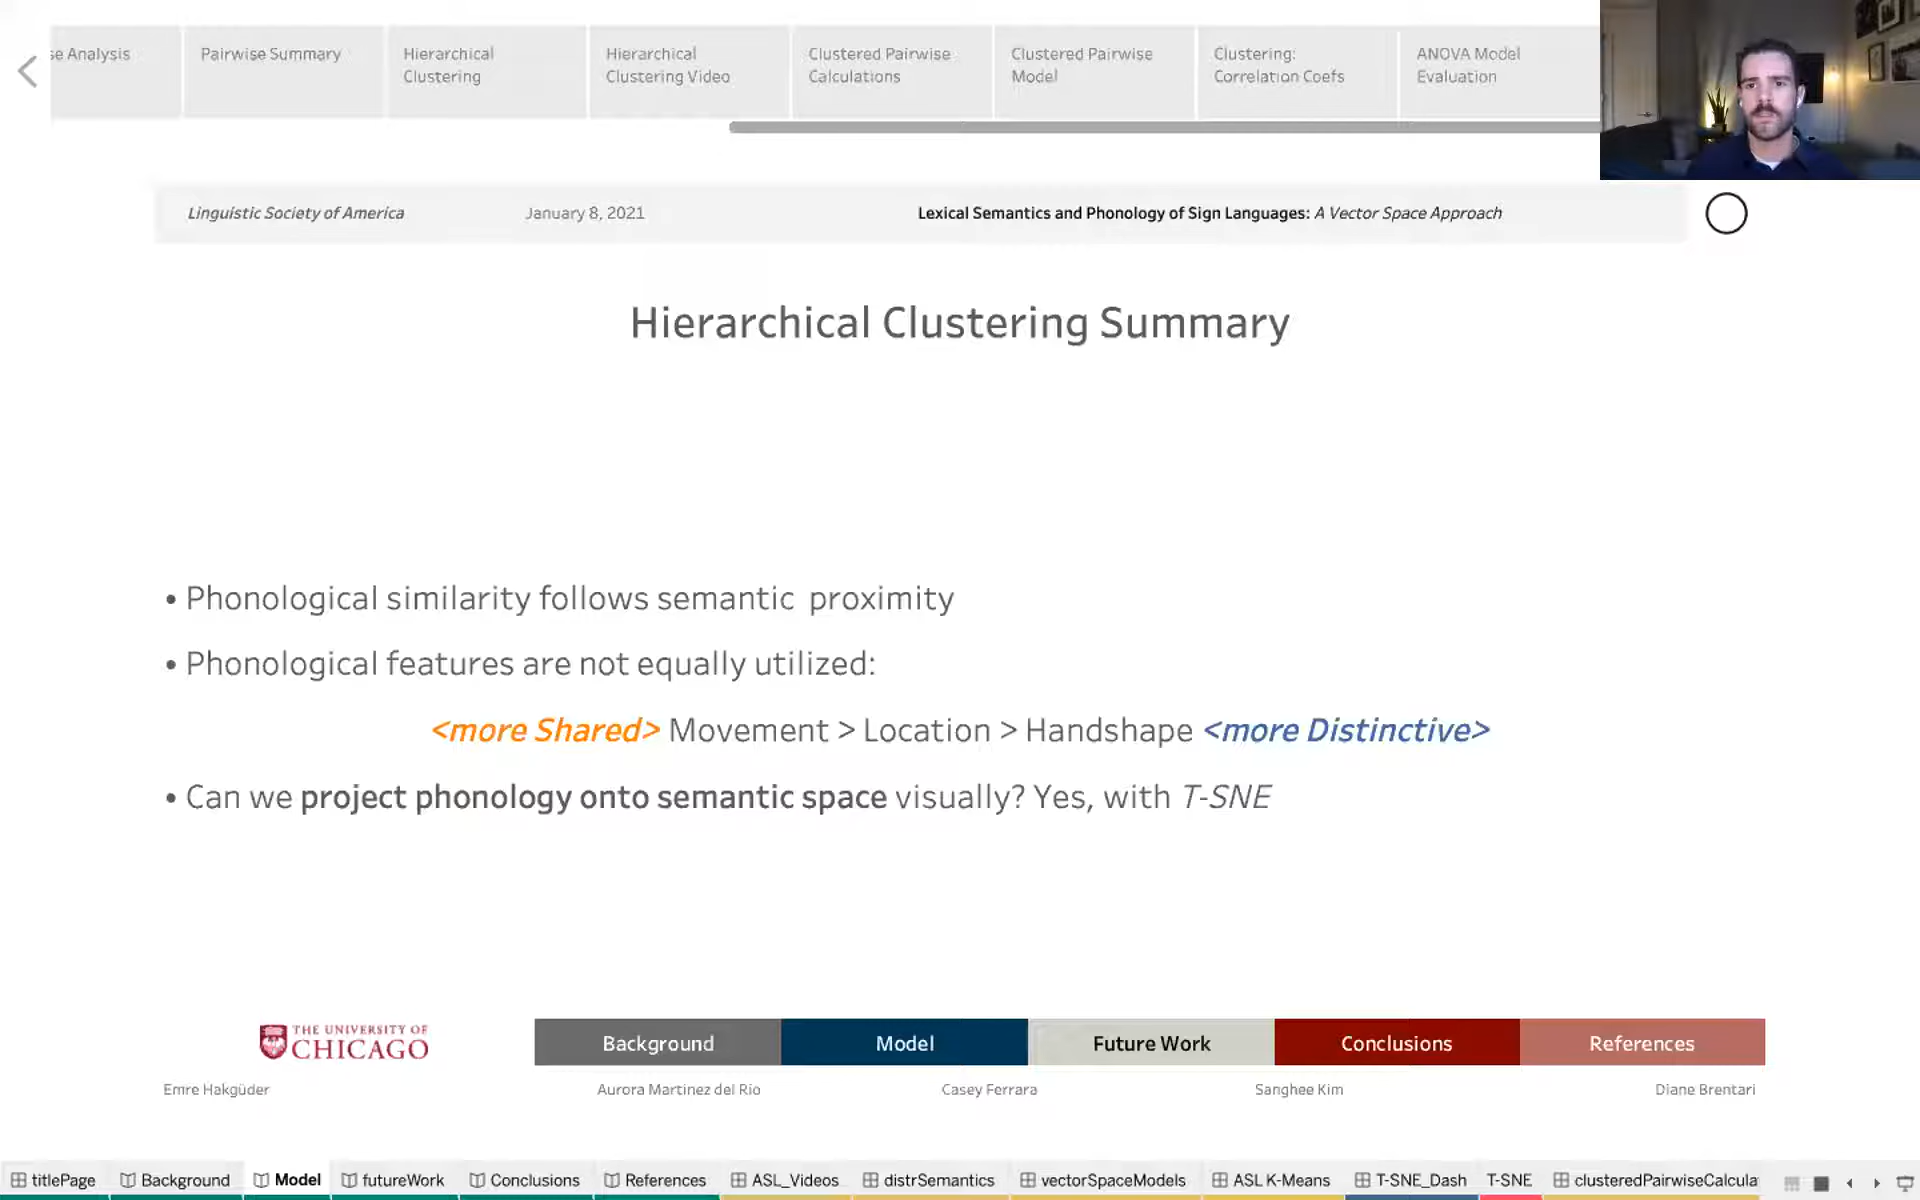 se Analysis
Pairwise Summary
Hierarchical
Clustering
Hierarchical
Clustering Video
Clustered Pairwise
Calculations
Clustered Pairwise
Model
Clustering:
Correlation Coefs
ANOVA Model
Evaluation
Linguistic Society of America
January 8, 2021
Lexical Semantics and Phonology of Sign Languages: A Vector Space Approach
Hierarchical Clustering Summary
• Phonological similarity follows semantic proximity
• Phonological features are not equally utilized:
<more Shared> Movement > Location > Handshape <more Distinctive>
• Can we project phonology onto semantic space visually? Yes, with T-SNE
THE UNIVERSITY OF
CHICAGO
Background
Model
Future Work
Conclusions
References
Emre Hakgüder
Aurora Martinez del Rio
Casey Ferrara
Sanghee Kim
Diane Brentari
titlePage
Background
Model
futureWork
Conclusions
References
ASL_Videos
distrSemantics
vectorSpaceModels
ASL K-Means
T-SNE_Dash
T-SNE
clusteredPairwiseCalcula